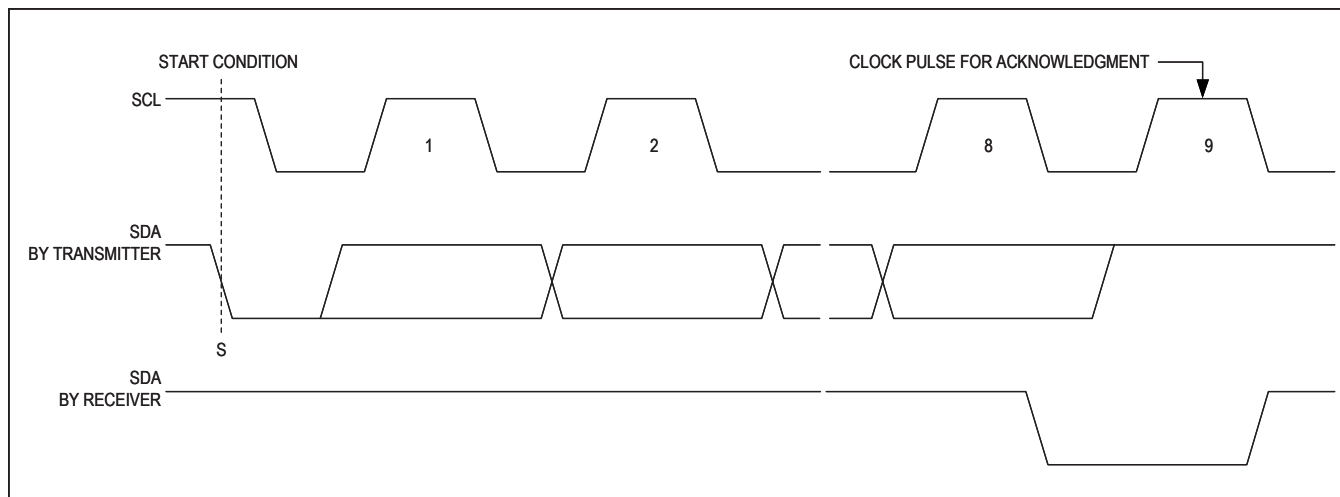 START CONDITION
CLOCK PULSE FOR ACKNOWLEDGMENT
SCL
1
2
8
9
SDA
BY TRANSMITTER
S
SDA
BY RECEIVER